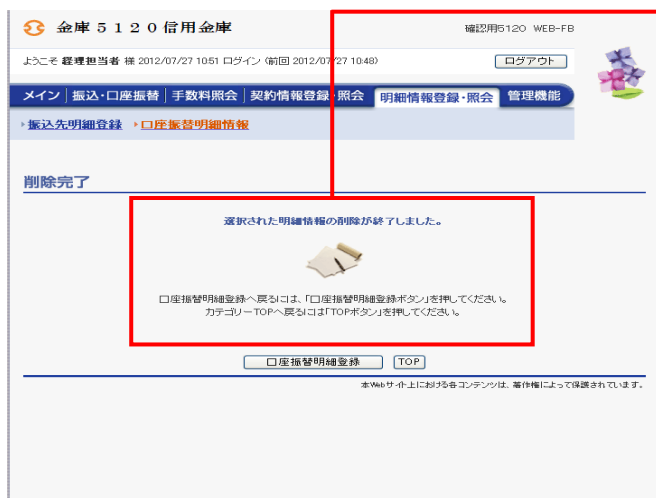 金庫５１２０信用金庫
確認用5120 WEB-FB
ようこそ 経理担当者 様 2012/07/27 10:51 ログイン (前回 2012/07/27 10:48)
ログアウト
メイン 振込・口座振替 手数料照会 契約情報登録・照会 明細情報登録・照会 管理機能
振込先明細登録 口座振替明細情報
削除完了
選択された明細情報の削除が終了しました。
口座振替明細登録へ戻るには、「口座振替明細登録ボタン」を押してください。
カテゴリーTOPへ戻るには「TOPボタン」を押してください。
口座振替明細登録 TOP
本Webサイト上における各コンテンツは、著作権によって保護されています。